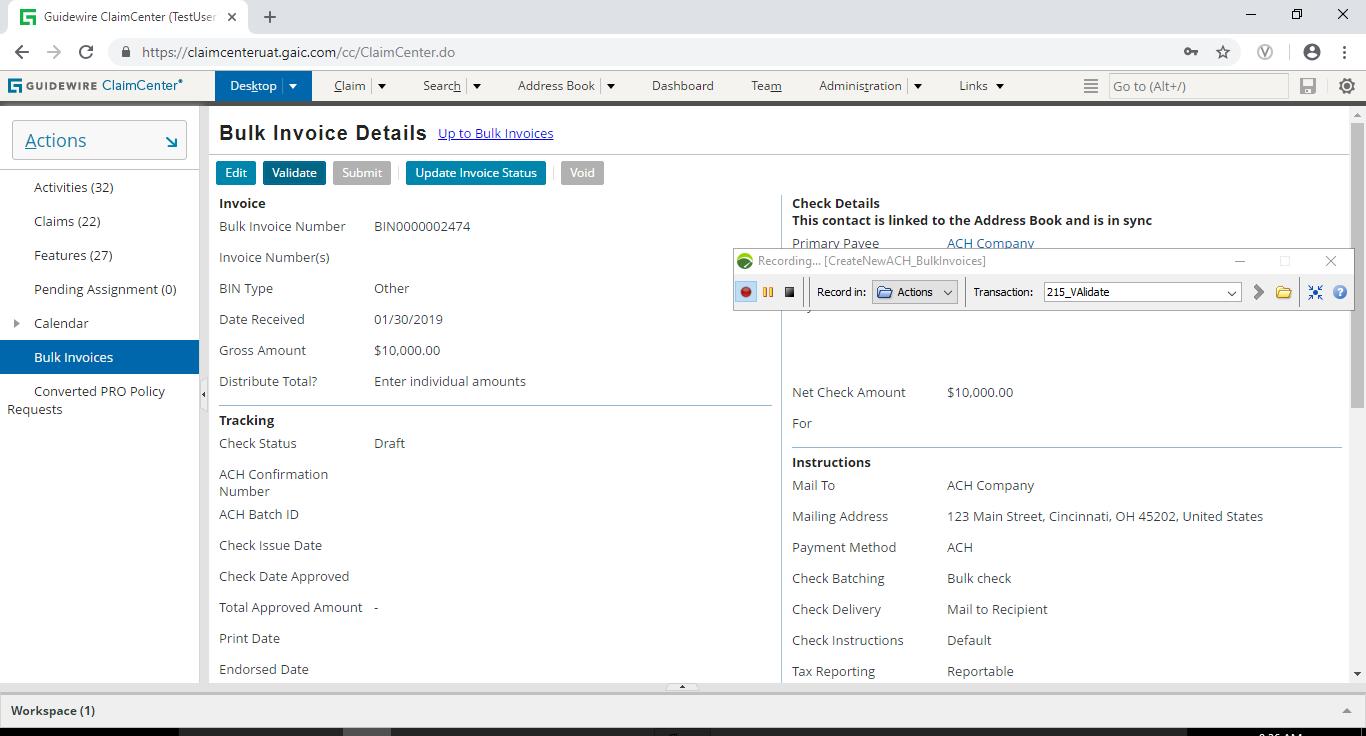 Guidewire ClaimCenter (TestUser
https://claimcenteruat.gaic.com/cc/ClaimCenter.do
GUIDEWIRE ClaimCenter
Desktop
Claim
Search
Address Book
Dashboard
Team
Administration
Links
Go to (Alt+/)
Actions
Activities (32)
Claims (22)
Features (27)
Pending Assignment (0)
Calendar
Bulk Invoices
Converted PRO Policy
Requests
Bulk Invoice Details Up to Bulk Invoices
Edit
Validate
Submit
Update Invoice Status
Void
Invoice
Bulk Invoice Number BIN0000002474
Invoice Number(s)
BIN Type Other
Date Received 01/30/2019
Gross Amount $10,000.00
Distribute Total? Enter individual amounts
Tracking
Check Status Draft
ACH Confirmation
Number
ACH Batch ID
Check Issue Date
Check Date Approved
Total Approved Amount -
Print Date
Endorsed Date
Check Details
This contact is linked to the Address Book and is in sync
Primary Payee ACH Company
Recording... [CreateNewACH_BulkInvoices]
Record in: Actions Transaction: 215_VAlidate
Net Check Amount $10,000.00
For
Instructions
Mail To ACH Company
Mailing Address 123 Main Street, Cincinnati, OH 45202, United States
Payment Method ACH
Check Batching Bulk check
Check Delivery Mail to Recipient
Check Instructions Default
Tax Reporting Reportable
Workspace (1)